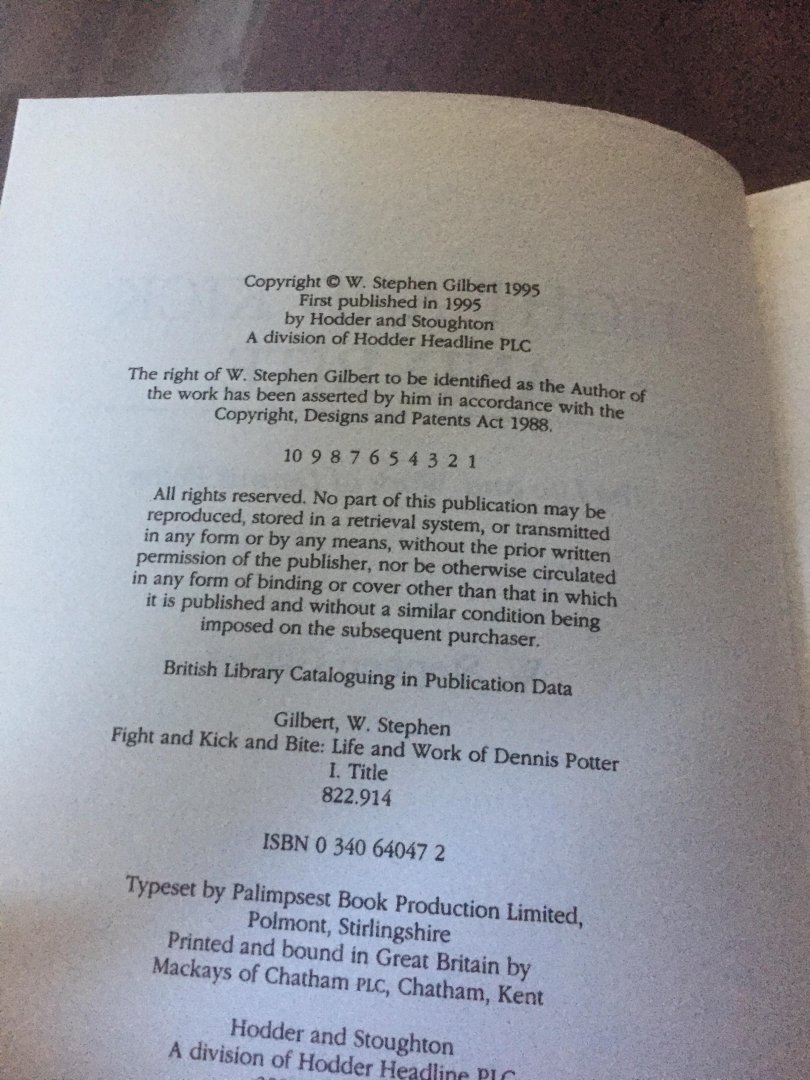 Copyright © W. Stephen Gilbert 1995
First published in 1995
by Hodder and Stoughton
A division of Hodder Headline PLC
The right of W. Stephen Gilbert to be identified as the Author of
the work has been asserted by him in accordance with the
Copyright, Designs and Patents Act 1988.
10 9 8 7 6 5 4 3 2 1
All rights reserved. No part of this publication may be
reproduced, stored in a retrieval system, or transmitted
in any form or by any means, without the prior written
permission of the publisher, nor be otherwise circulated
in any form of binding or cover other than that in which
it is published and without a similar condition being
imposed on the subsequent purchaser.
British Library Cataloguing in Publication Data
Gilbert, W. Stephen
Fight and Kick and Bite: Life and Work of Dennis Potter
I. Title
822.914
ISBN 0 340 64047 2
Typeset by Palimpsest Book Production Limited,
Polmont, Stirlingshire
Printed and bound in Great Britain by
Mackays of Chatham PLC, Chatham, Kent
Hodder and Stoughton
A division of Hodder Headline PLC